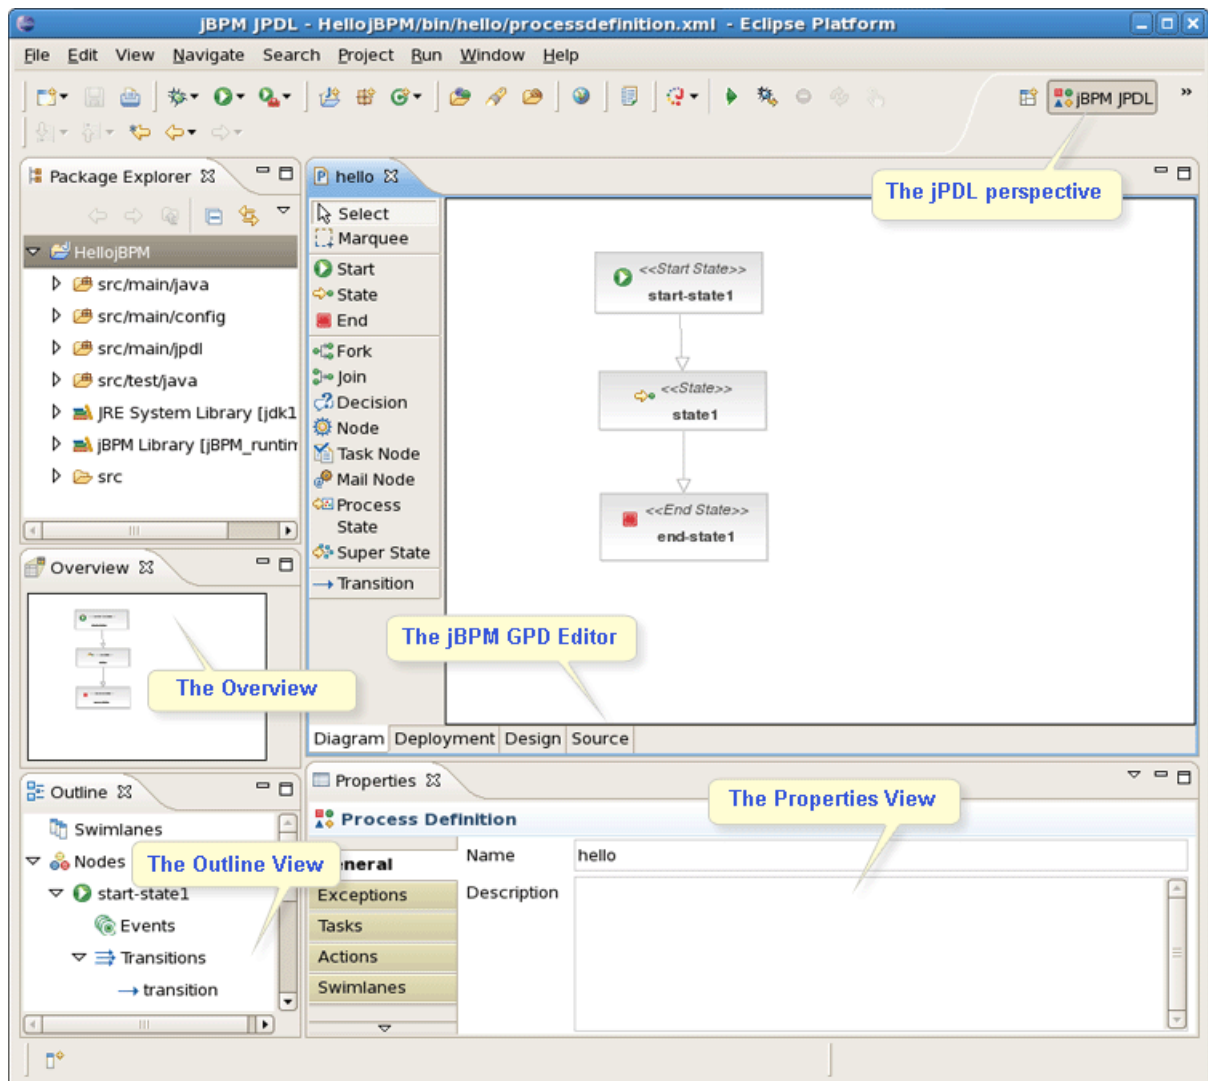 jBPM JPDL - HellojBPM/bin/hello/processdefinition.xml - Eclipse Platform
File Edit View Navigate Search Project Run Window Help
jBPM JPDL »
Package Explorer
hello
The jPDL perspective
HellojBPM
src/main/java
src/main/config
src/main/jpdl
src/test/java
JRE System Library [jdk1
jBPM Library [jBPM_runtim
src
Select
Marquee
Start
State
End
Fork
Join
Decision
Node
Task Node
Mail Node
Process
State
Super State
Transition
<<Start State>>
start-state1
<<State>>
state1
<<End State>>
end-state1
The jBPM GPD Editor
Overview
The Overview
Diagram Deployment Design Source
Outline
Swimlanes
Nodes
The Outline View
start-state1
Events
Transitions
transition
Properties
The Properties View
Process Definition
neral
Exceptions
Tasks
Actions
Swimlanes
Name hello
Description